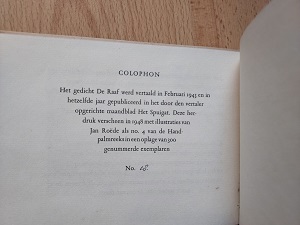 COLOPHON
Het gedicht De Raaf werd vertaald in Februari 1943 en in
hetzelfde jaar gepubliceerd in het door den vertaler
opgerichte maandblad Het Spuigat. Deze her-
druk verscheen in 1948 met illustraties van
Jan Roëde als no. 4 van de Hand-
palmreeks in een oplage van 500
genummerde exemplaren
No.